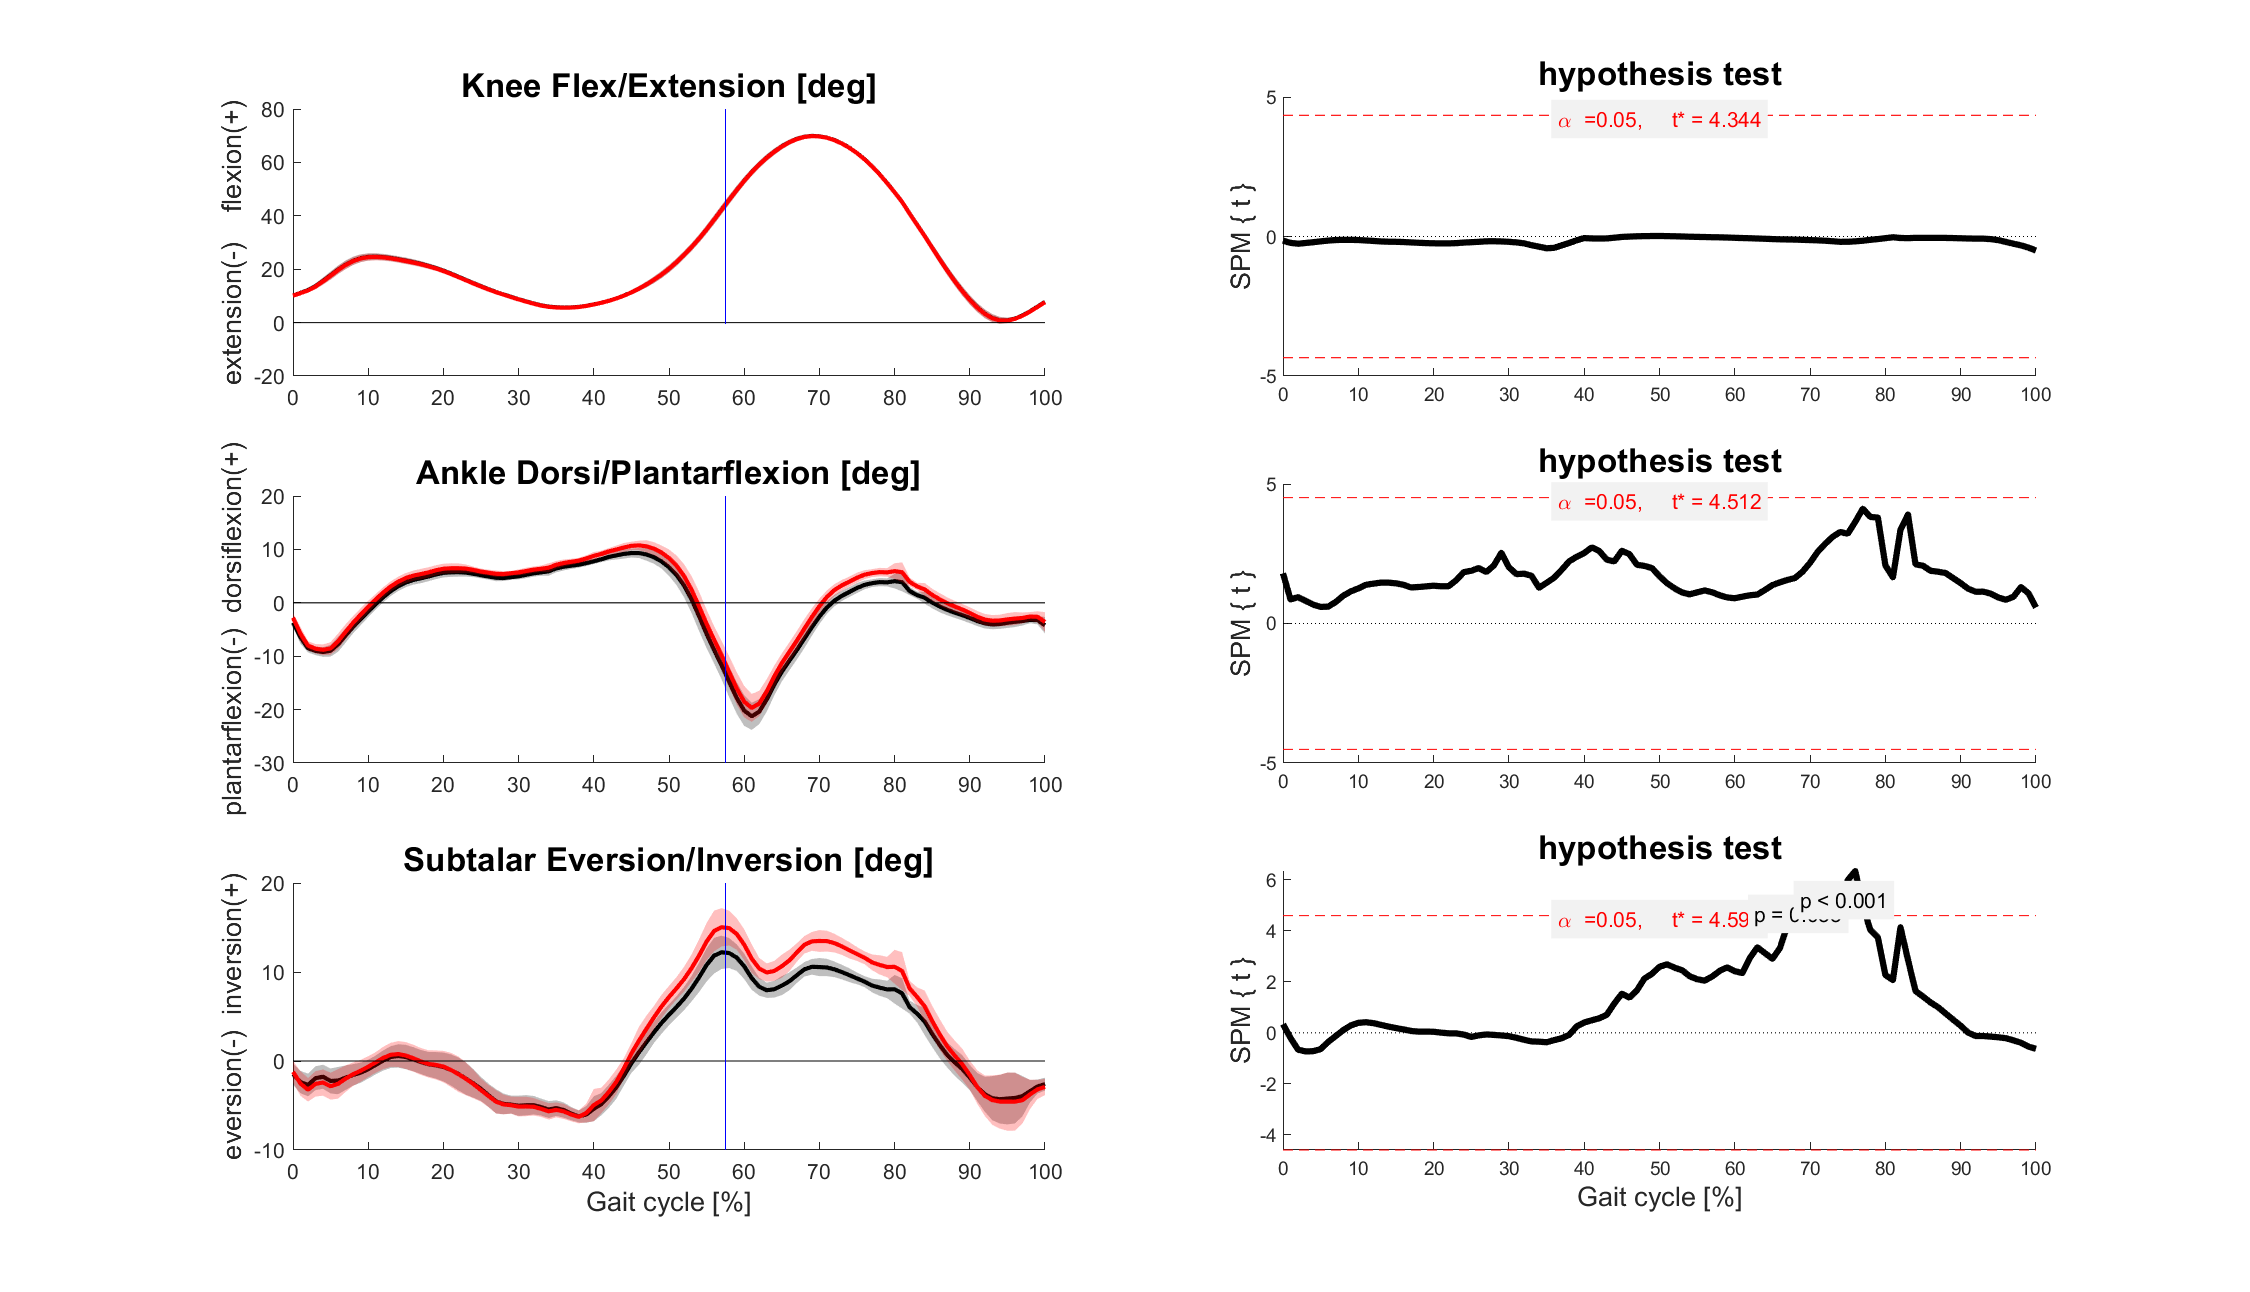 Knee Flex/Extension [deg]
extension(-) flexion(+)
80
60
40
20
0
-20
0 10 20 30 40 50 60 70 80 90 100
hypothesis test
SPM { t }
5
0
-5
α =0.05, t* = 4.344
0 10 20 30 40 50 60 70 80 90 100
Ankle Dorsi/Plantarflexion [deg]
plantarflexion(-) dorsiflexion(+)
20
10
0
-10
-20
-30
0 10 20 30 40 50 60 70 80 90 100
hypothesis test
SPM { t }
5
0
-5
α =0.05, t* = 4.512
0 10 20 30 40 50 60 70 80 90 100
Subtalar Eversion/Inversion [deg]
eversion(-) inversion(+)
20
10
0
-10
0 10 20 30 40 50 60 70 80 90 100
Gait cycle [%]
hypothesis test
SPM { t }
6
4
2
0
-2
-4
α =0.05, t* = 4.59
p =
p < 0.001
0 10 20 30 40 50 60 70 80 90 100
Gait cycle [%]